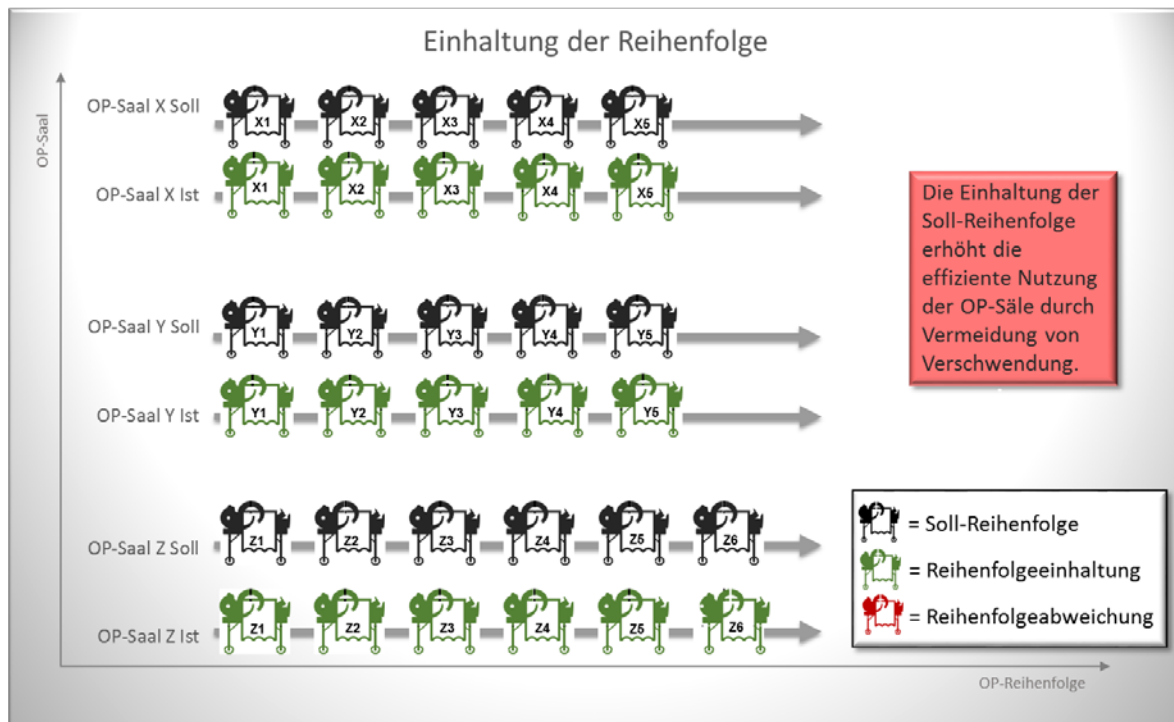 Einhaltung der Reihenfolge
OP-Saal
OP-Saal X Soll
X1 X2 X3 X4 X5
OP-Saal X Ist
X1 X2 X3 X4 X5
Die Einhaltung der
Soll-Reihenfolge
erhöht die
effiziente Nutzung
der OP-Säle durch
Vermeidung von
Verschwendung.
OP-Saal Y Soll
Y1 Y2 Y3 Y4 Y5
OP-Saal Y Ist
Y1 Y2 Y3 Y4 Y5
OP-Saal Z Soll
Z1 Z2 Z3 Z4 Z5 Z6
OP-Saal Z Ist
Z1 Z2 Z3 Z4 Z5 Z6
= Soll-Reihenfolge
= Reihenfolgeeinhaltung
= Reihenfolgeabweichung
OP-Reihenfolge